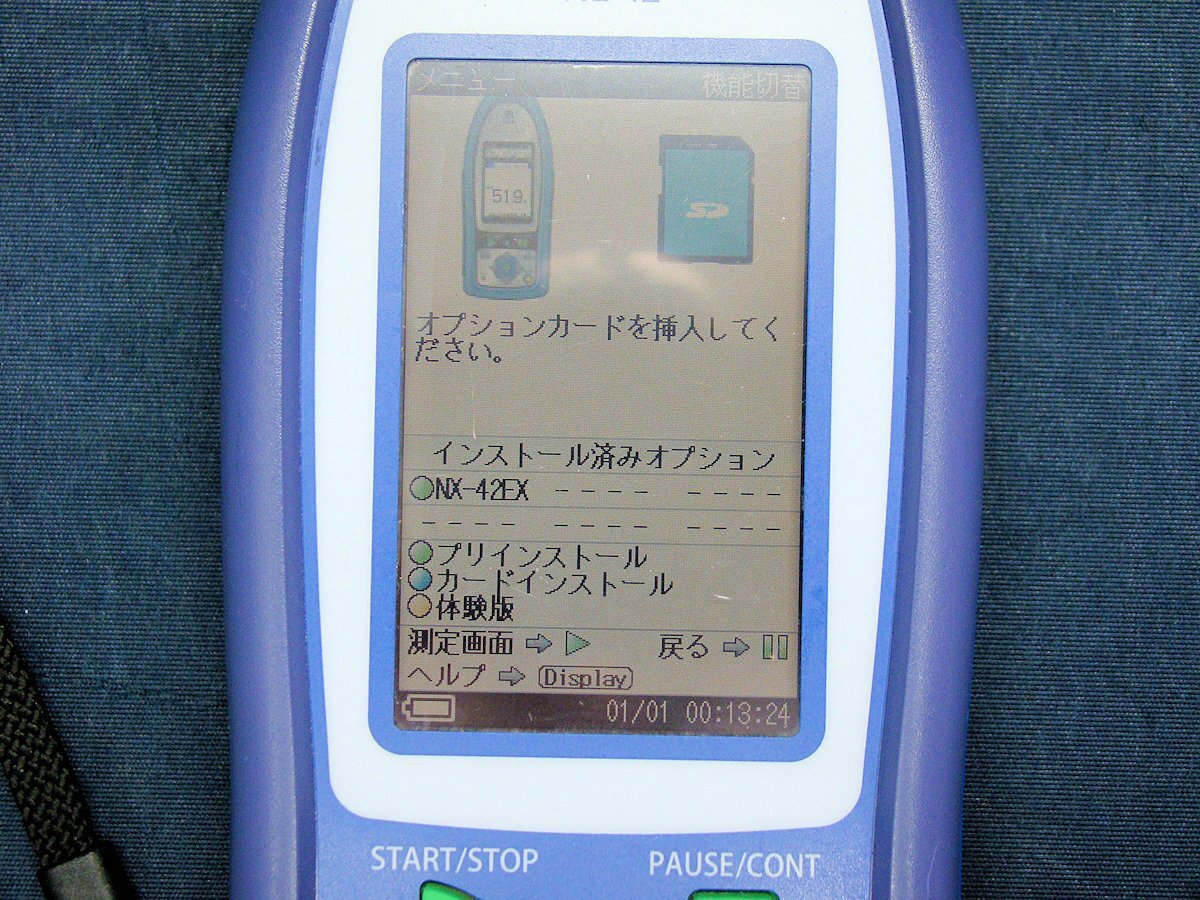 メニュー 機能切替
519.
SD
オプションカードを挿入してく
ださい。
インストール済みオプション
NX-42EX ---- ----
---- ---- ----
プリインストール
カードインストール
体験版
測定画面 戻る
ヘルプ Display
01/01 00:13:24
START/STOP PAUSE/CONT